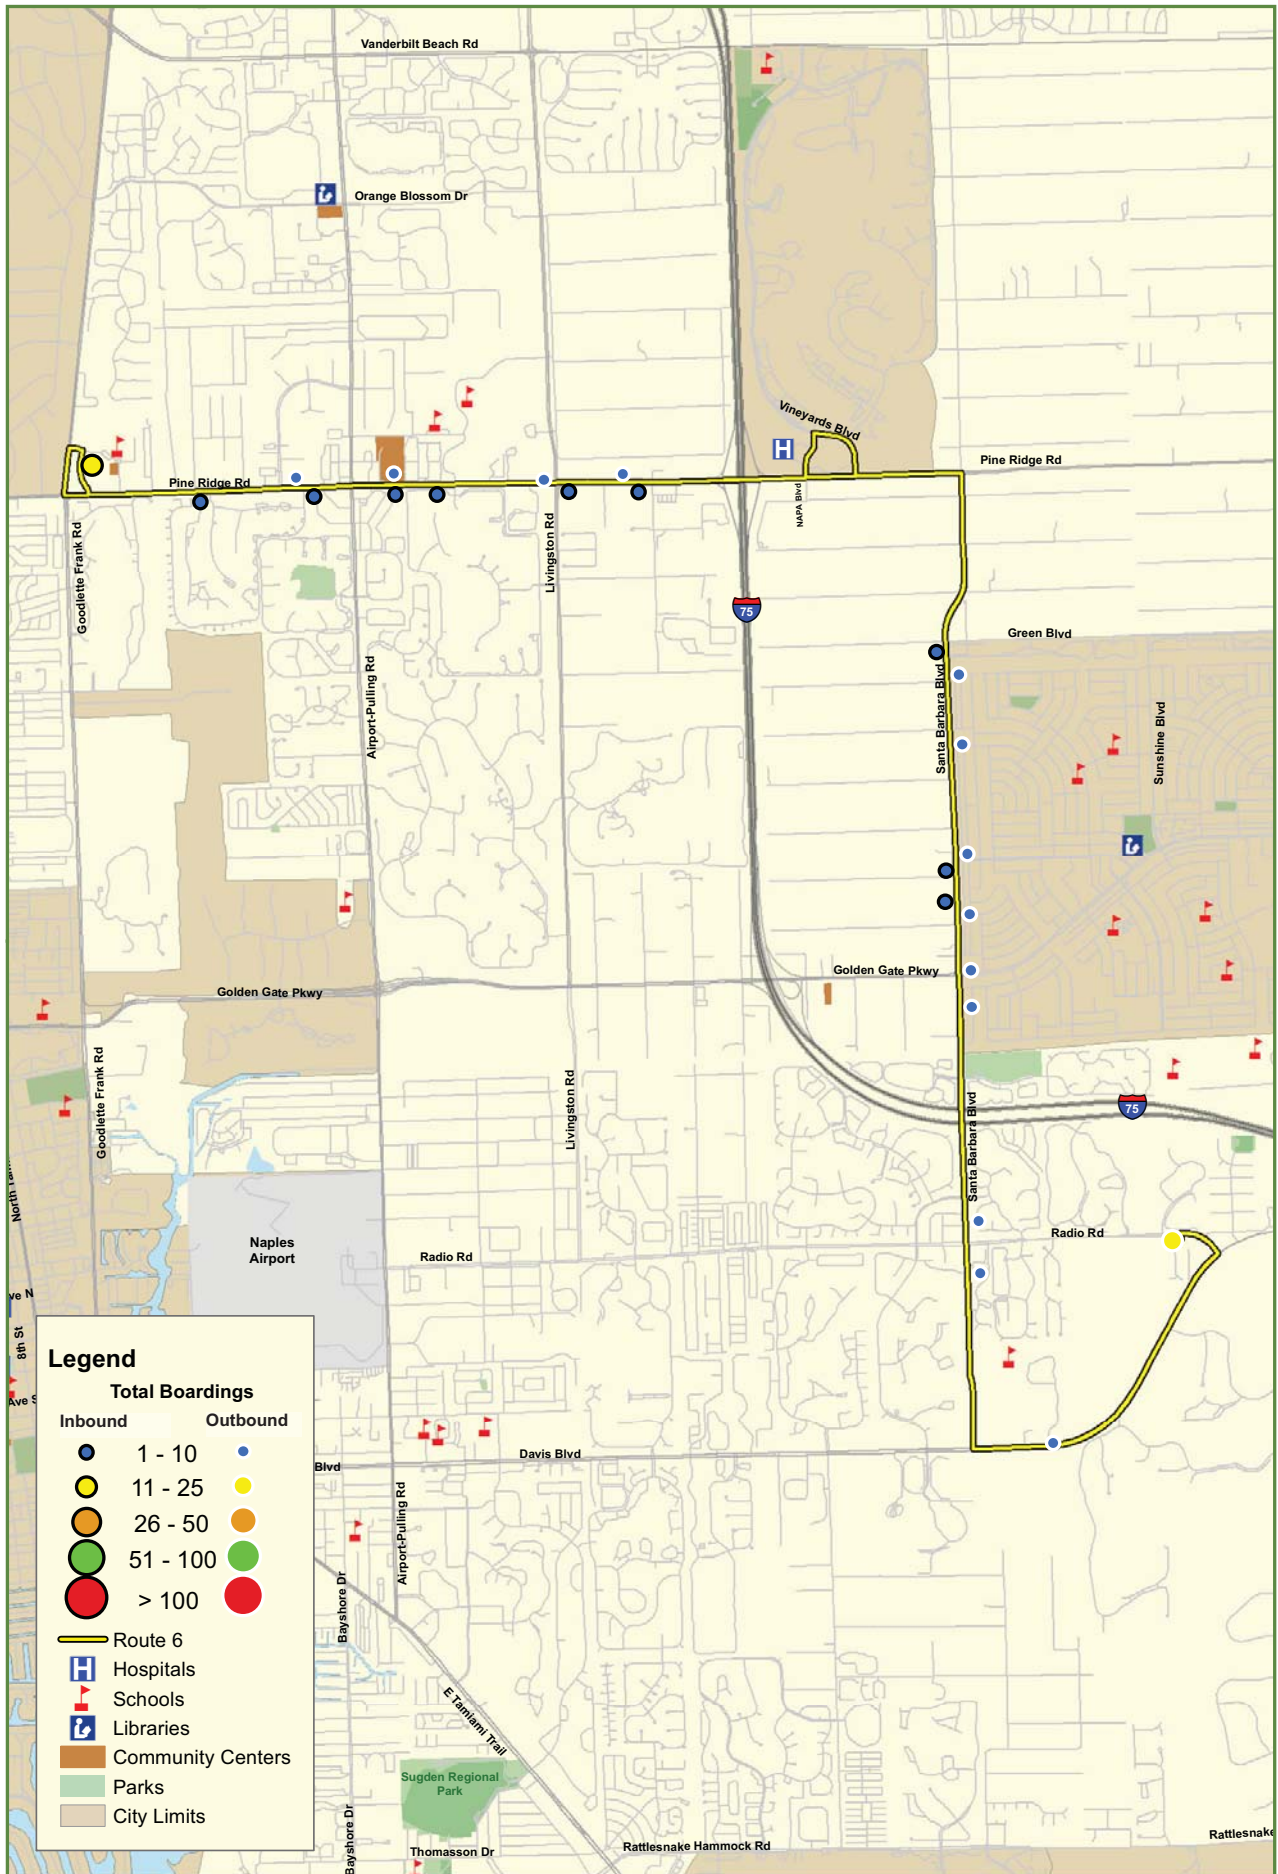 Vanderbilt Beach Rd
Orange Blossom Dr
Vineyards Blvd
H
Pine Ridge Rd
Pine Ridge Rd
NAPA Blvd
Goodlette Frank Rd
Livingston Rd
75
Green Blvd
Airport-Pulling Rd
Santa Barbara Blvd
Sunshine Blvd
Golden Gate Pkwy
Golden Gate Pkwy
Goodlette Frank Rd
Livingston Rd
Santa Barbara Blvd
75
Naples
Airport
Radio Rd
Radio Rd
ve N
8th St
Ave S
Legend
Total Boardings
Inbound Outbound
1 - 10
11 - 25
26 - 50
51 - 100
> 100
Route 6
H Hospitals
Schools
Libraries
Community Centers
Parks
City Limits
Blvd
Davis Blvd
Airport-Pulling Rd
Bayshore Dr
E Tamiami Trail
Sugden Regional
Park
Bayshore Dr
Thomasson Dr
Rattlesnake Hammock Rd
Rattlesnake